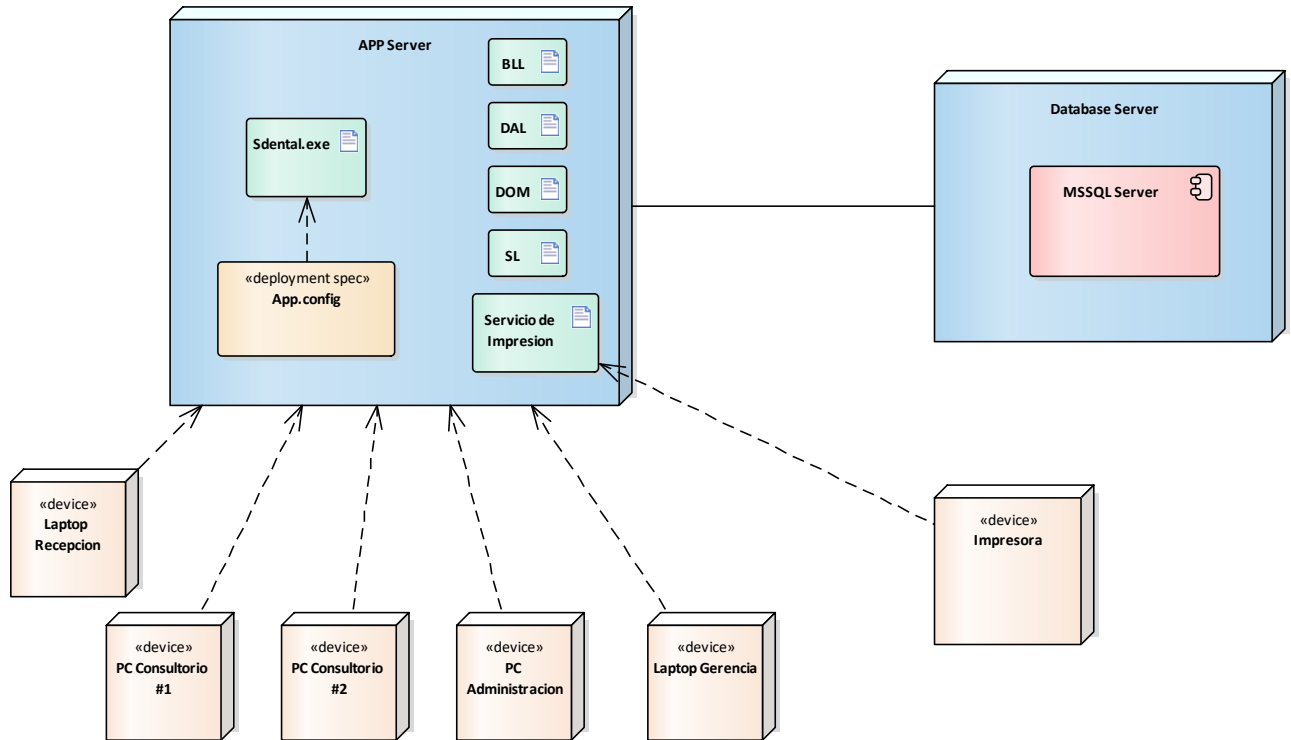 APP Server
BLL
DAL
DOM
SL
Sdental.exe
«deployment spec»
App.config
Servicio de
Impresion
Database Server
MSSQL Server
«device»
Laptop
Recepcion
«device»
PC Consultorio
#1
«device»
PC Consultorio
#2
«device»
PC
Administracion
«device»
Laptop Gerencia
«device»
Impresora